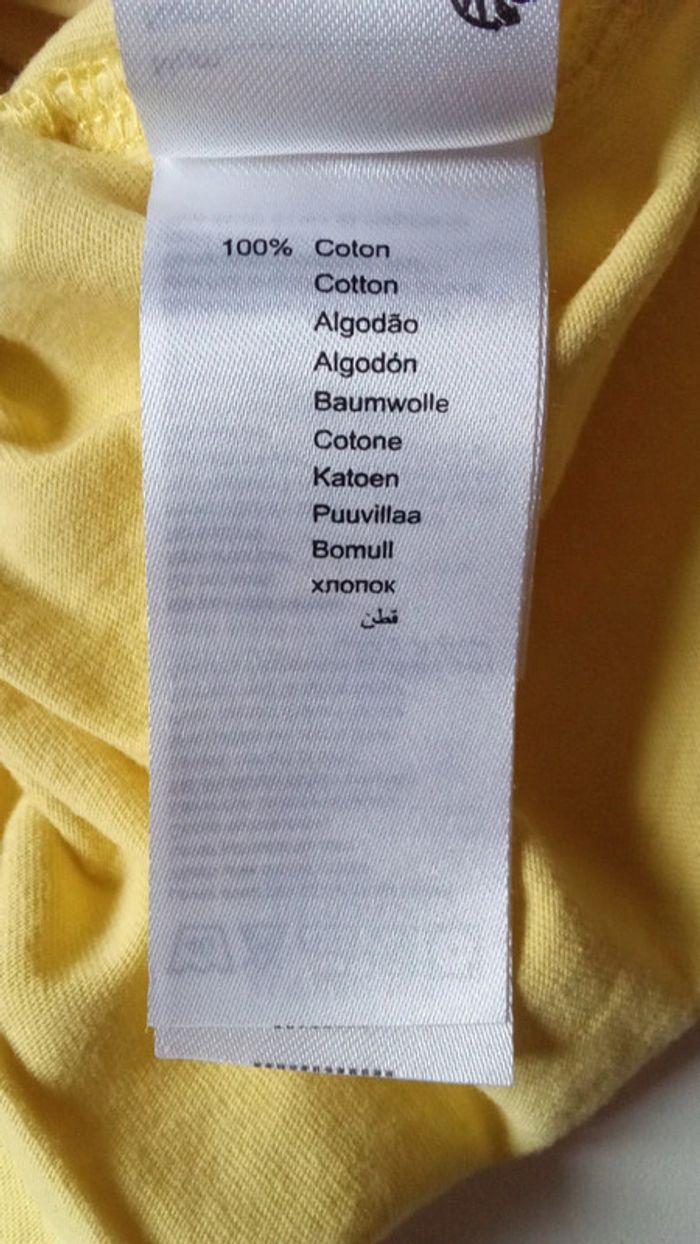 100% Coton
Cotton
Algodão
Algodón
Baumwolle
Cotone
Katoen
Puuvillaa
Bomull
хлопок
قطن